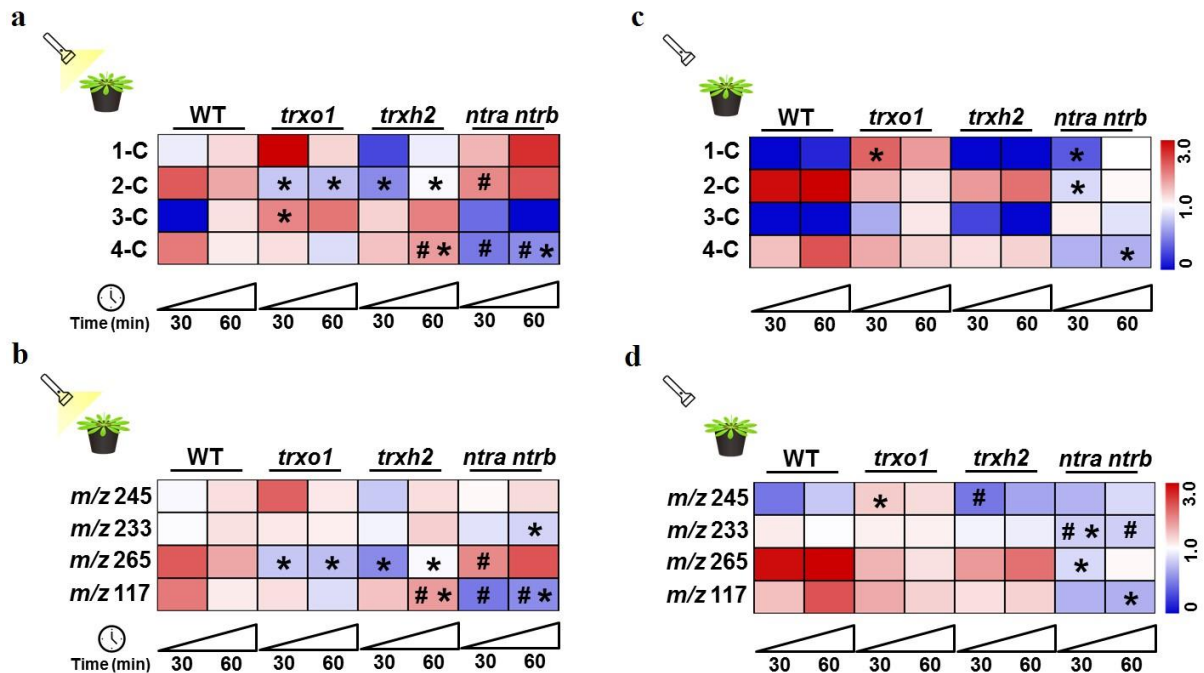 a
WT trxo1 trxh2 ntra ntrb
1-C
2-C * * * * #
3-C *
4-C # * # # *
Time (min) 30 60 30 60 30 60 30 60
b
WT trxo1 trxh2 ntra ntrb
m/z 245
m/z 233 *
m/z 265 * * * * #
m/z 117 # * # # *
Time (min) 30 60 30 60 30 60 30 60
c
WT trxo1 trxh2 ntra ntrb
1-C * *
2-C *
3-C
4-C *
3.0
1.0
0
Time (min) 30 60 30 60 30 60 30 60
d
WT trxo1 trxh2 ntra ntrb
m/z 245 * #
m/z 233 # * #
m/z 265 *
m/z 117 *
3.0
1.0
0
30 60 30 60 30 60 30 60